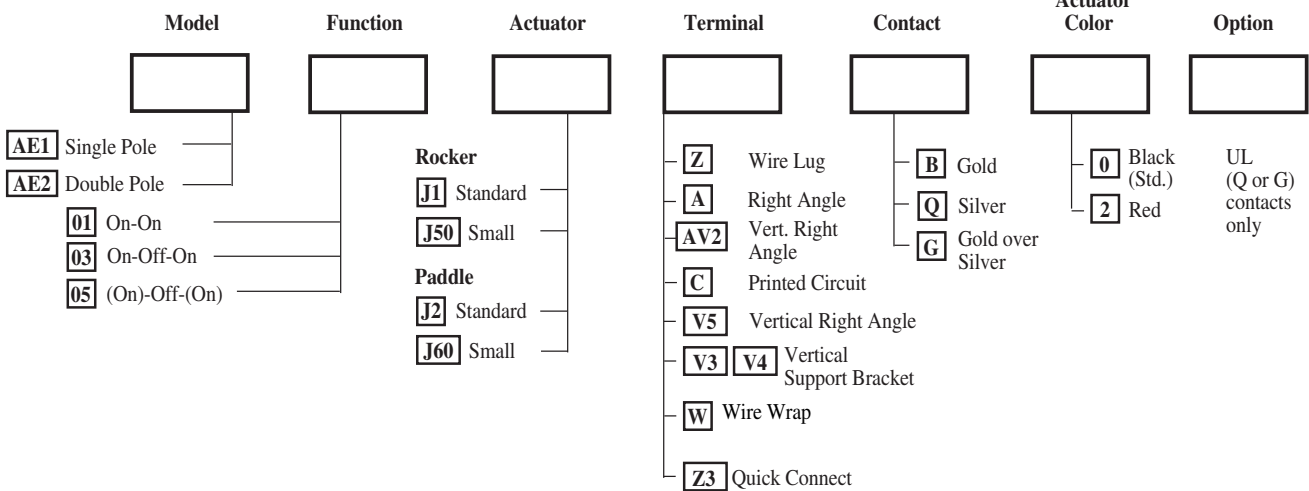 Model
Function
Actuator
Terminal
Contact
Actuator
Color
Option
AE1 Single Pole
AE2 Double Pole
01 On-On
03 On-Off-On
05 (On)-Off-(On)
Rocker
J1 Standard
J50 Small
Paddle
J2 Standard
J60 Small
Z Wire Lug
A Right Angle
AV2 Vert. Right
Angle
C Printed Circuit
V5 Vertical Right Angle
V3 V4 Vertical
Support Bracket
W Wire Wrap
Z3 Quick Connect
B Gold
Q Silver
G Gold over
Silver
0 Black
(Std.)
2 Red
UL
(Q or G)
contacts
only